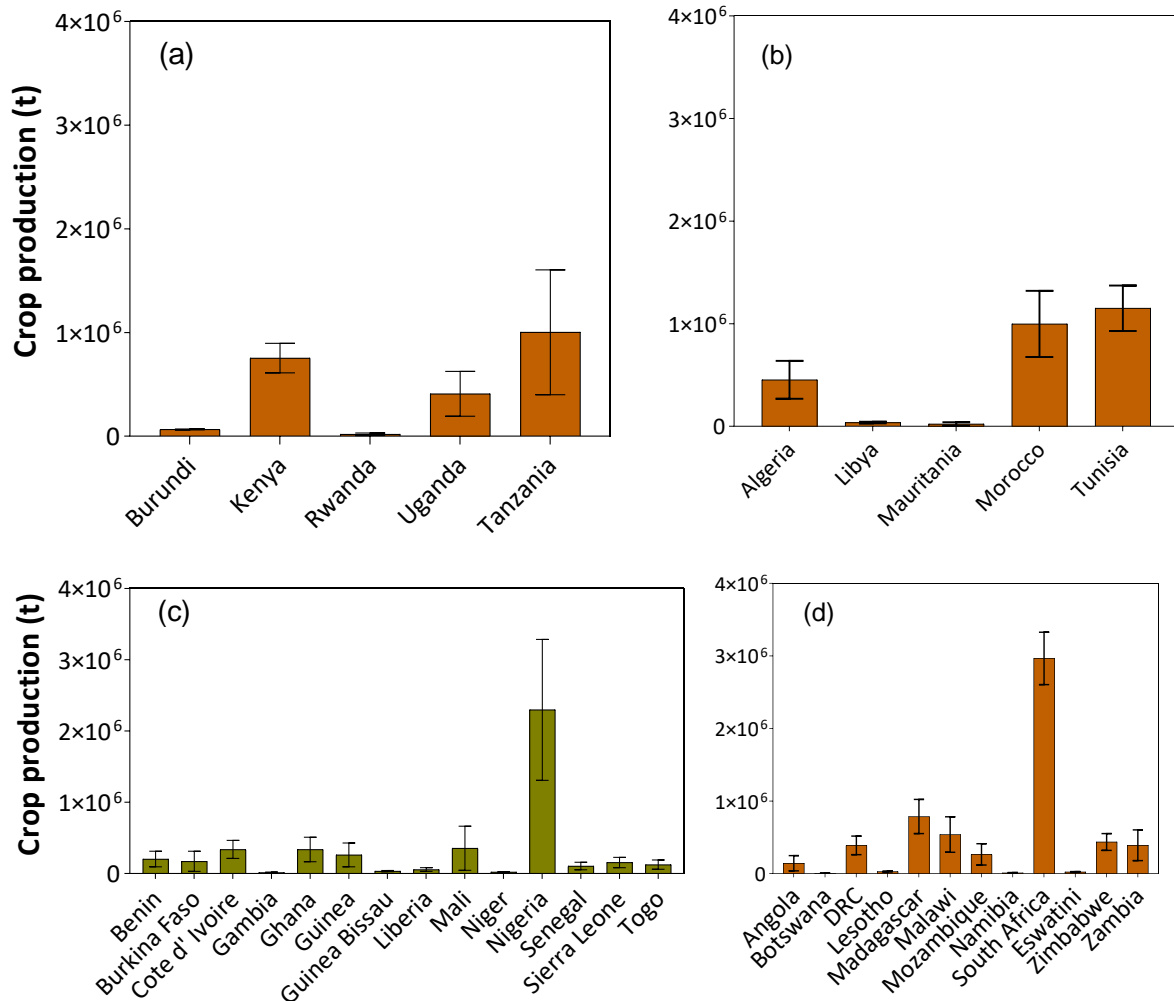 (a)
Crop production (t)
4×10⁶
3×10⁶
2×10⁶
1×10⁶
0
Burundi
Kenya
Rwanda
Uganda
Tanzania
(b)
4×10⁶
3×10⁶
2×10⁶
1×10⁶
0
Algeria
Libya
Mauritania
Morocco
Tunisia
(c)
Crop production (t)
4×10⁶
3×10⁶
2×10⁶
1×10⁶
0
Benin
Burkina Faso
Cote d' Ivoire
Gambia
Ghana
Guinea
Guinea Bissau
Liberia
Mali
Niger
Nigeria
Senegal
Sierra Leone
Togo
(d)
4×10⁶
3×10⁶
2×10⁶
1×10⁶
0
Angola
Botswana
DRC
Lesotho
Madagascar
Malawi
Mozambique
Namibia
South Africa
Eswatini
Zimbabwe
Zambia